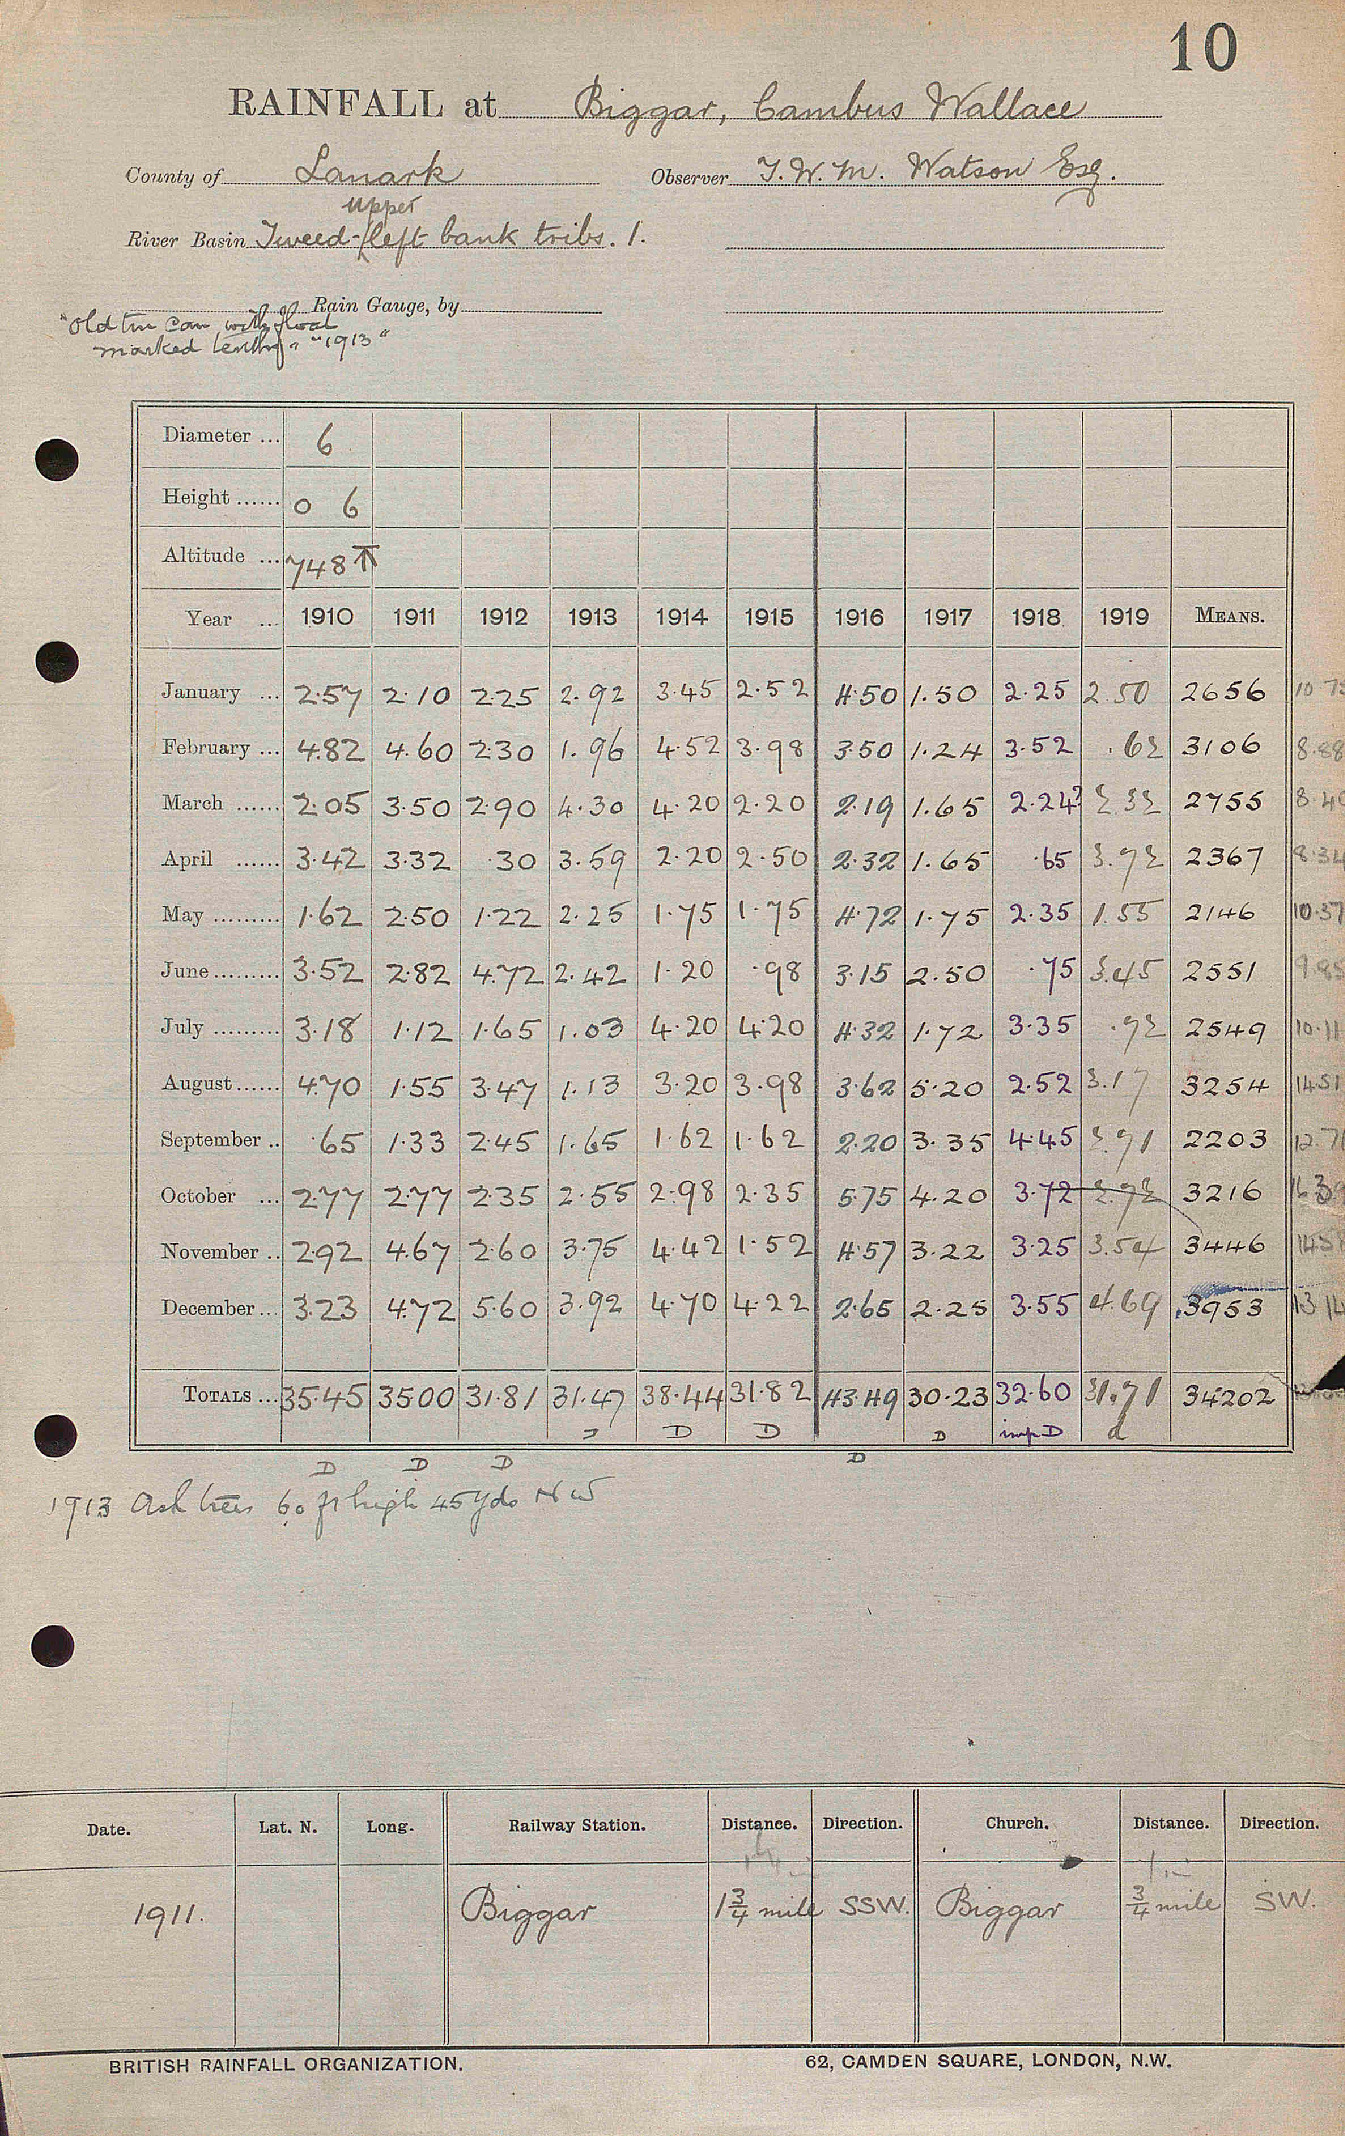 10
RAINFALL at Biggar, Cambus Wallace
County of Lanark Observer T. W. M. Watson Esq.
Upper
River Basin Tweed-left bank tribs. 1.
Rain Gauge, by
"Old tin can with float
marked tenths" "1913"
Diameter ... 6
Height ...... 0 6
Altitude ... 748
Year ... 1910 1911 1912 1913 1914 1915 1916 1917 1918 1919 MEANS.
January ... 2.57 2.10 2.25 2.92 3.45 2.52 4.50 1.50 2.25 2.50 2656
February ... 4.82 4.60 2.30 1.96 4.52 3.98 3.50 1.24 3.52 .62 3106 8.88
March ...... 2.05 3.50 2.90 4.30 4.20 2.20 2.19 1.65 2.24? 2.32 2755 8.40
April ...... 3.42 3.32 .30 3.59 2.20 2.50 2.32 1.65 .65 3.72 2367 8.34
May ......... 1.62 2.50 1.22 2.25 1.75 1.75 4.72 1.75 2.35 1.55 2146 10.37
June ......... 3.52 2.82 4.72 2.42 1.20 .98 3.15 2.50 .75 3.45 2551 9.85
July ......... 3.18 1.12 1.65 1.03 4.20 4.20 4.32 1.72 3.35 .92 2549 10.11
August ...... 4.70 1.55 3.47 1.13 3.20 3.98 3.62 5.20 2.52 3.17 3254 14.51
September .. .65 1.33 2.45 1.65 1.62 1.62 2.20 3.35 4.45 2.71 2203 12.71
October ... 2.77 2.77 2.35 2.55 2.98 2.35 5.75 4.20 3.72 2.72 3216 16.39
November .. 2.92 4.67 2.60 3.75 4.42 1.52 4.57 3.22 3.25 3.54 3446 14.58
December ... 3.23 4.72 5.60 3.92 4.70 4.22 2.65 2.25 3.55 4.69 3953 13.14
TOTALS ... 35.45 35.00 31.81 31.47 38.44 31.82 43.49 30.23 32.60 31.71 34202
D D D imp D d
D D D D
1913 Ash trees 60 ft high 45 yds NW
Date. Lat. N. Long. Railway Station. Distance. Direction. Church. Distance. Direction.
1911. Biggar 1 3/4 mile SSW. Biggar 3/4 mile SW.
BRITISH RAINFALL ORGANIZATION. 62, CAMDEN SQUARE, LONDON, N.W.